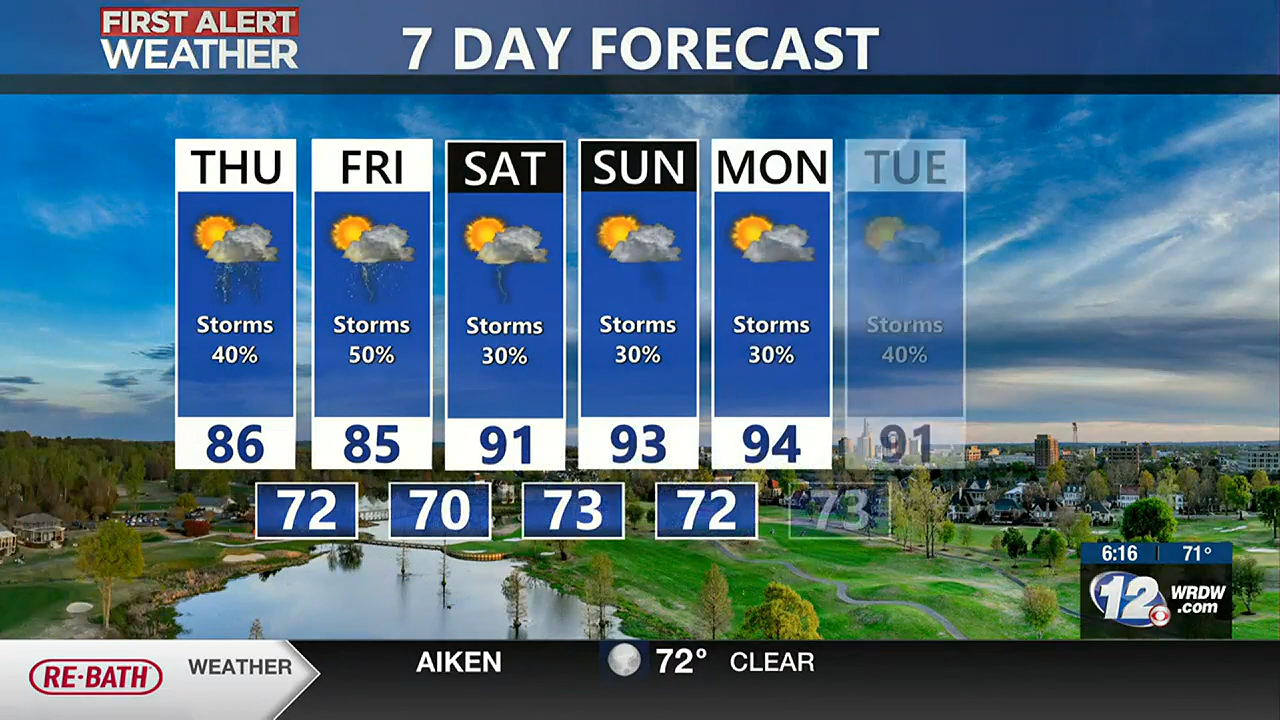 FIRST ALERT
WEATHER
7 DAY FORECAST
THU
FRI
SAT
SUN
MON
TUE
Storms
40%
Storms
50%
Storms
30%
Storms
30%
Storms
30%
Storms
40%
86
85
91
93
94
91
72
70
73
72
73
6:16 | 71°
12 WRDW
.com
RE·BATH
WEATHER
AIKEN 72° CLEAR